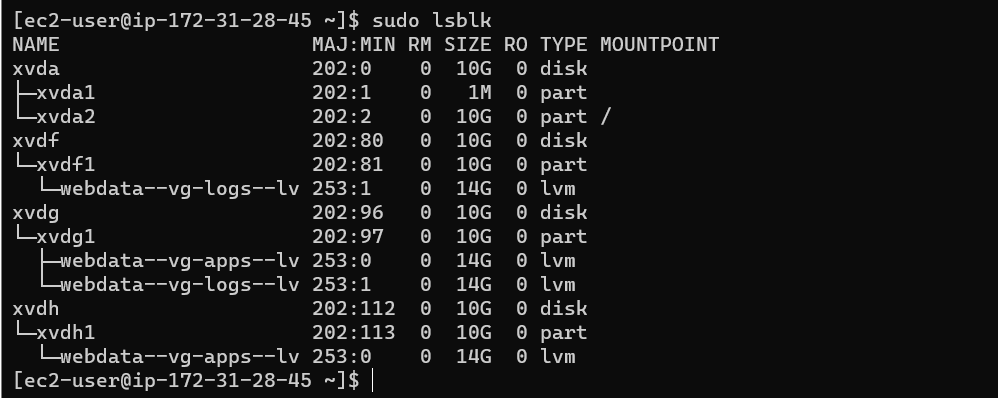 [ec2-user@ip-172-31-28-45 ~]$ sudo lsblk
NAME                     MAJ:MIN RM SIZE RO TYPE MOUNTPOINT
xvda                     202:0    0  10G  0 disk
├─xvda1                  202:1    0   1M  0 part
└─xvda2                  202:2    0  10G  0 part /
xvdf                     202:80   0  10G  0 disk
└─xvdf1                  202:81   0  10G  0 part
  └─webdata--vg-logs--lv 253:1    0  14G  0 lvm
xvdg                     202:96   0  10G  0 disk
└─xvdg1                  202:97   0  10G  0 part
  ├─webdata--vg-apps--lv 253:0    0  14G  0 lvm
  └─webdata--vg-logs--lv 253:1    0  14G  0 lvm
xvdh                     202:112  0  10G  0 disk
└─xvdh1                  202:113  0  10G  0 part
  └─webdata--vg-apps--lv 253:0    0  14G  0 lvm
[ec2-user@ip-172-31-28-45 ~]$